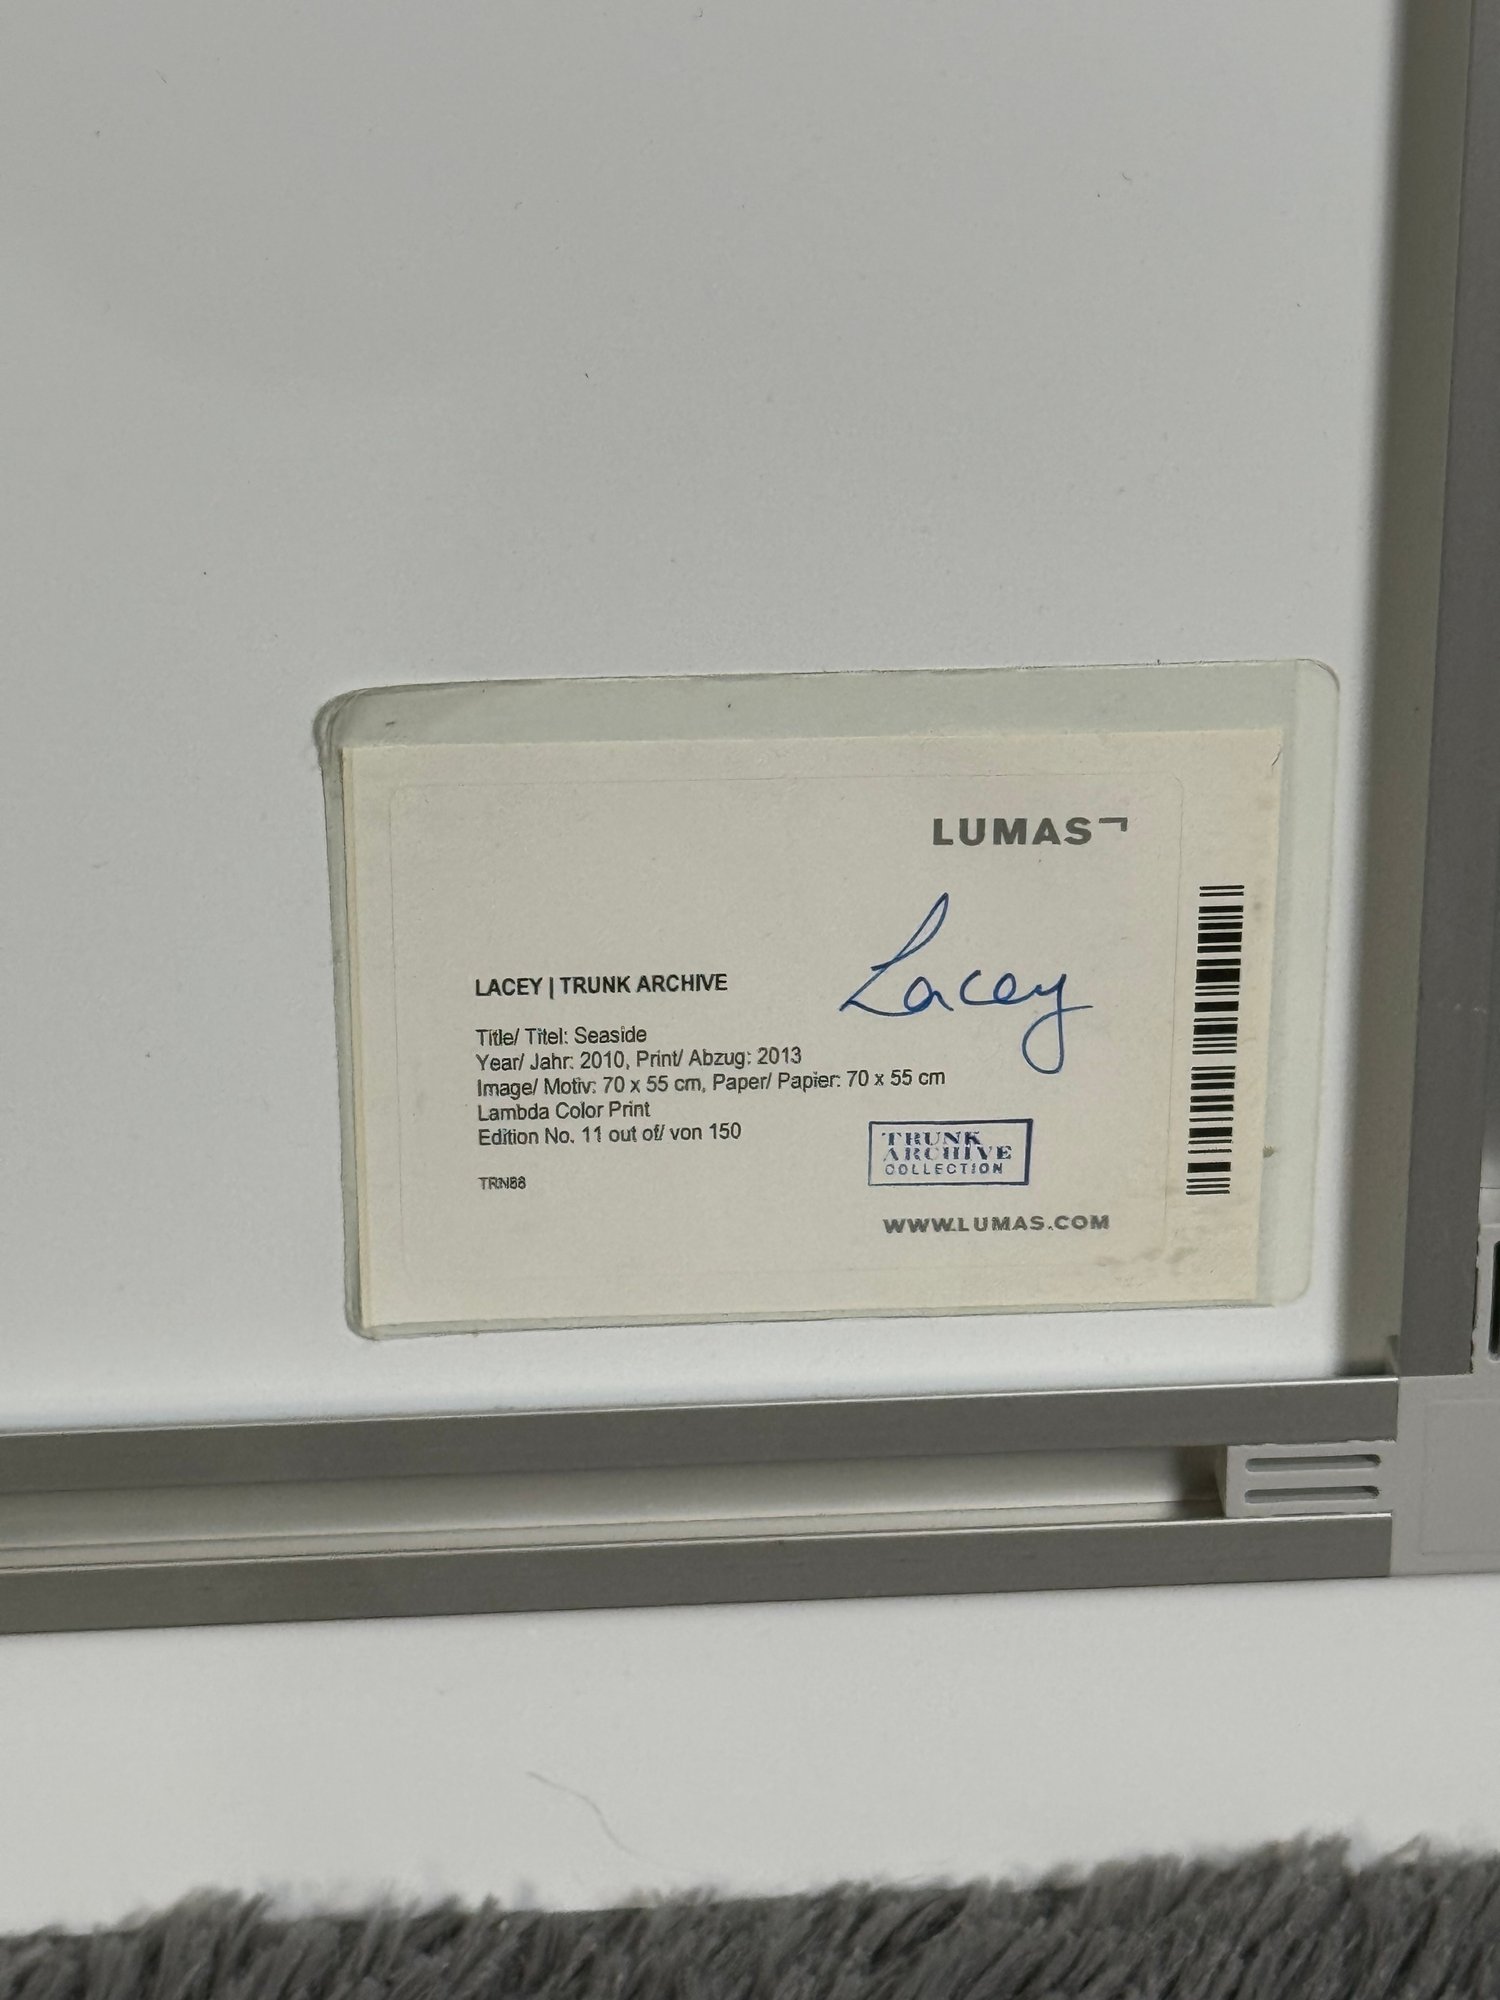 LUMAS
Lacey
LACEY | TRUNK ARCHIVE
Title/ Titel: Seaside
Year/ Jahr: 2010, Print/ Abzug: 2013
Image/ Motiv: 70 x 55 cm, Paper/ Papier: 70 x 55 cm
Lambda Color Print
Edition No. 11 out of/ von 150
TRUNK
ARCHIVE
COLLECTION
WWW.LUMAS.COM